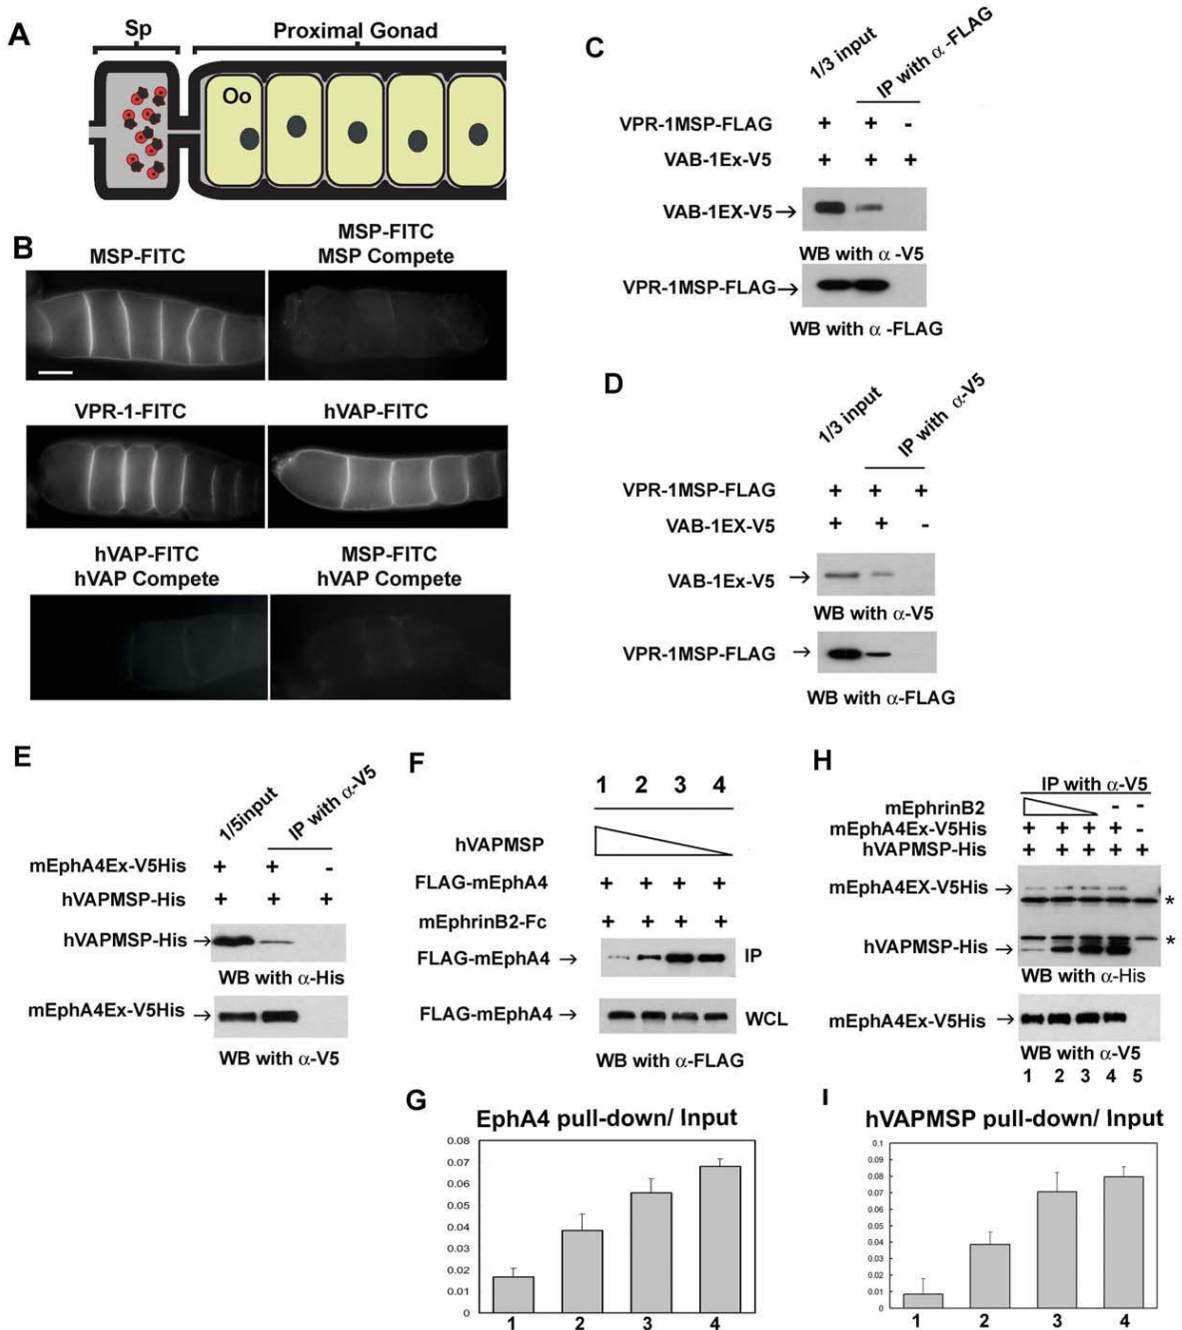 A
Sp
Proximal Gonad
Oo
B
MSP-FITC
MSP-FITC
MSP Compete
VPR-1-FITC
hVAP-FITC
hVAP-FITC
hVAP Compete
MSP-FITC
hVAP Compete
C
1/3 input
IP with α -FLAG
VPR-1MSP-FLAG + + -
VAB-1Ex-V5 + + +
VAB-1EX-V5→
WB with α -V5
VPR-1MSP-FLAG→
WB with α -FLAG
D
1/3 input
IP with α-V5
VPR-1MSP-FLAG + + +
VAB-1EX-V5 + + -
VAB-1Ex-V5 →
WB with α-V5
VPR-1MSP-FLAG →
WB with α-FLAG
E
1/5input
IP with α-V5
mEphA4Ex-V5His + + -
hVAPMSP-His + + +
hVAPMSP-His →
WB with α-His
mEphA4Ex-V5His →
WB with α-V5
F
1 2 3 4
hVAPMSP
FLAG-mEphA4 + + + +
mEphrinB2-Fc + + + +
FLAG-mEphA4 → IP
FLAG-mEphA4 → WCL
WB with α-FLAG
G
EphA4 pull-down/ Input
0.08
0.07
0.06
0.05
0.04
0.03
0.02
0.01
0
1 2 3 4
H
IP with α-V5
mEphrinB2 - -
mEphA4Ex-V5His + + + + -
hVAPMSP-His + + + + +
mEphA4EX-V5His →
*
*
hVAPMSP-His →
WB with α-His
mEphA4Ex-V5His →
WB with α-V5
1 2 3 4 5
I
hVAPMSP pull-down/ Input
0.1
0.09
0.08
0.07
0.06
0.05
0.04
0.03
0.02
0.01
0
1 2 3 4